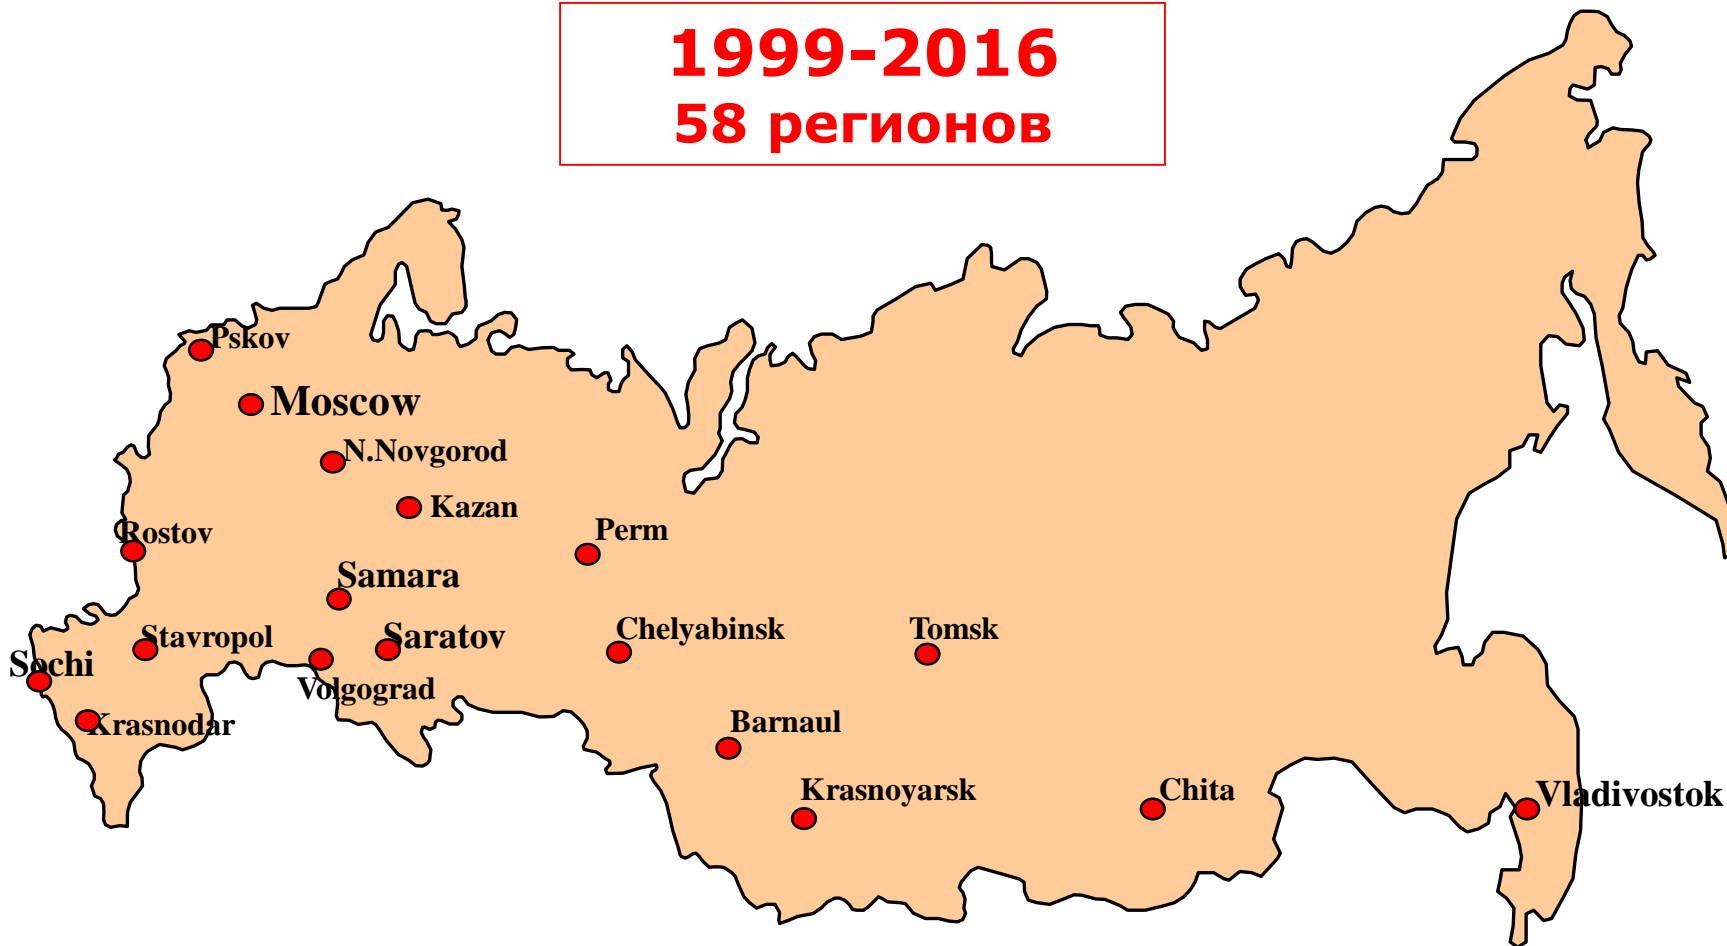 1999-2016
58 регионов
Pskov
Moscow
N.Novgorod
Kazan
Rostov
Perm
Samara
Stavropol
Saratov
Chelyabinsk
Tomsk
Sochi
Volgograd
Krasnodar
Barnaul
Krasnoyarsk
Chita
Vladivostok